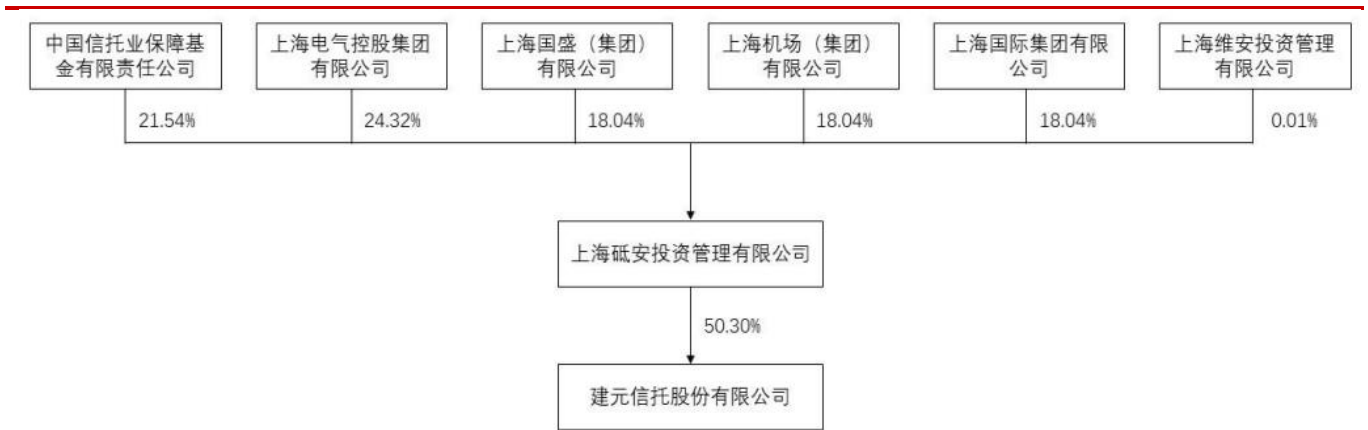 中国信托业保障基
金有限责任公司
上海电气控股集团
有限公司
上海国盛（集团）
有限公司
上海机场（集团）
有限公司
上海国际集团有限
公司
上海维安投资管理
有限公司
21.54%
24.32%
18.04%
18.04%
18.04%
0.01%
上海砥安投资管理有限公司
50.30%
建元信托股份有限公司